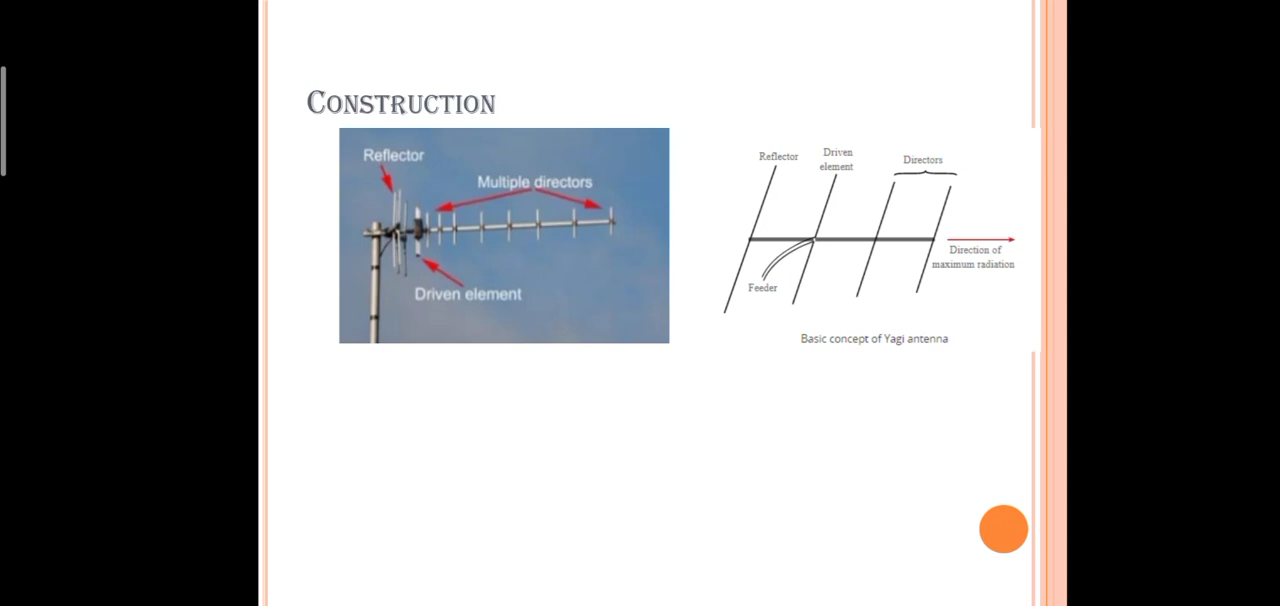 CONSTRUCTION
Reflector
Multiple directors
Driven element
Reflector
Driven
element
Directors
Direction of
maximum radiation
Feeder
Basic concept of Yagi antenna